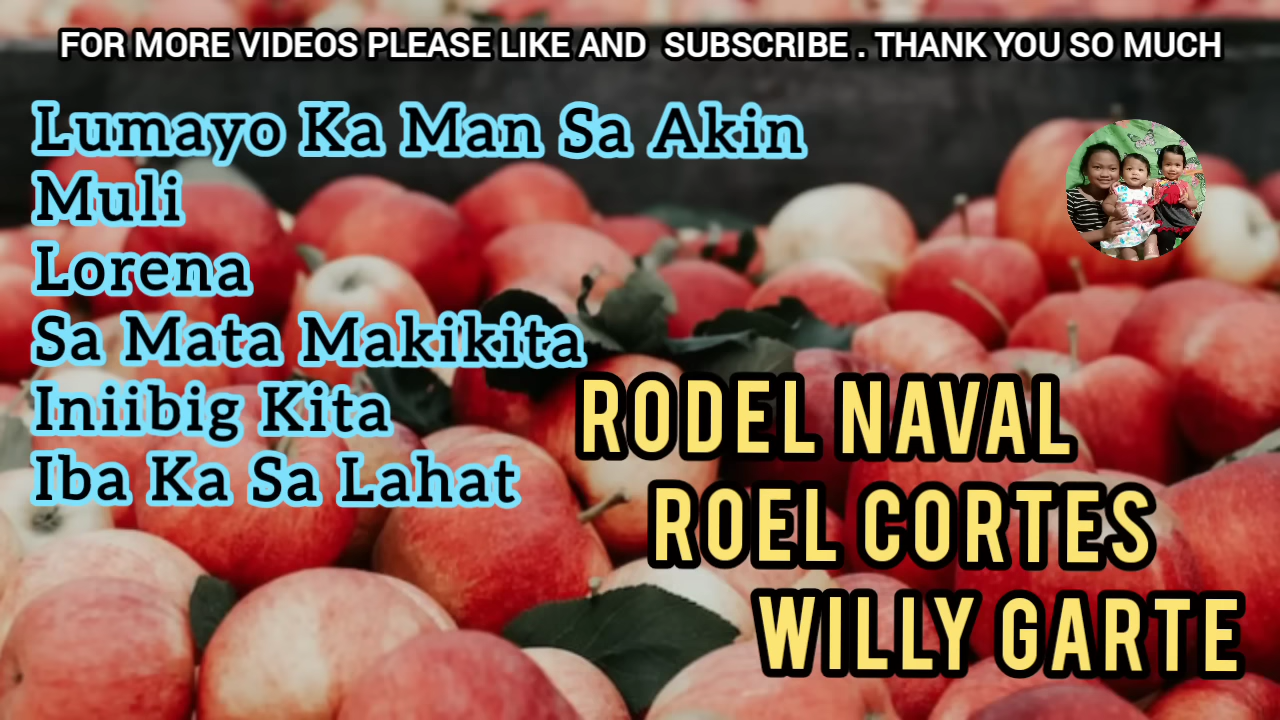 FOR MORE VIDEOS PLEASE LIKE AND SUBSCRIBE . THANK YOU SO MUCH
Lumayo Ka Man Sa Akin
Muli
Lorena
Sa Mata Makikita
Iniibig Kita
Iba Ka Sa Lahat
RODEL NAVAL
ROEL CORTES
WILLY GARTE